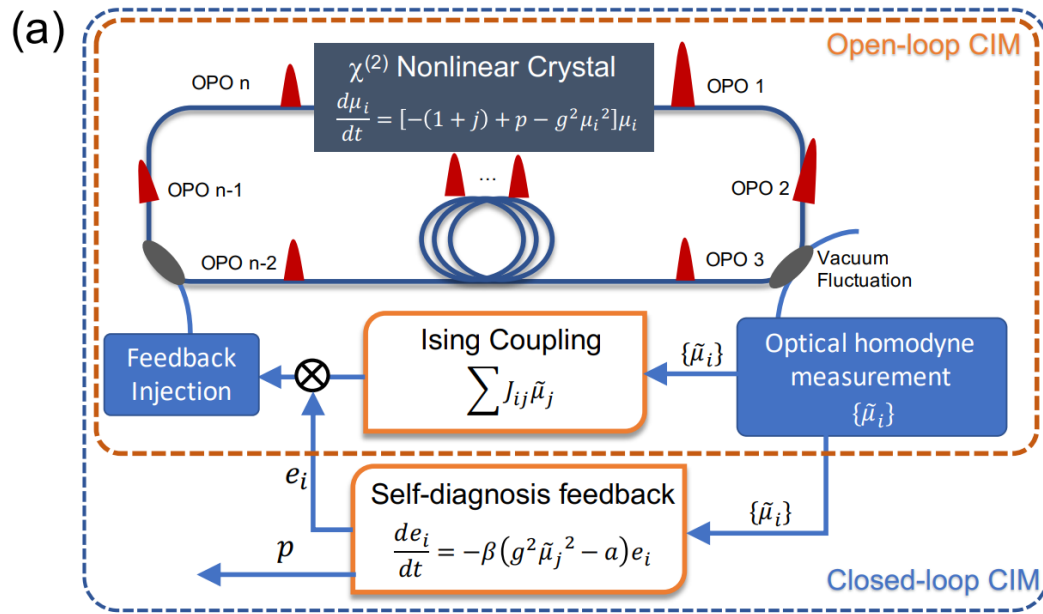 (a)
Open-loop CIM
χ⁽²⁾ Nonlinear Crystal
dμᵢ/dt = [−(1 + j) + p − g²μᵢ²]μᵢ
OPO n
OPO 1
OPO n-1
...
OPO 2
OPO n-2
OPO 3
Vacuum
Fluctuation
Feedback
Injection
Ising Coupling
∑ Jᵢⱼμ̃ⱼ
{μ̃ᵢ}
Optical homodyne
measurement
{μ̃ᵢ}
eᵢ
Self-diagnosis feedback
deᵢ/dt = −β(g²μ̃ⱼ² − a)eᵢ
{μ̃ᵢ}
p
Closed-loop CIM